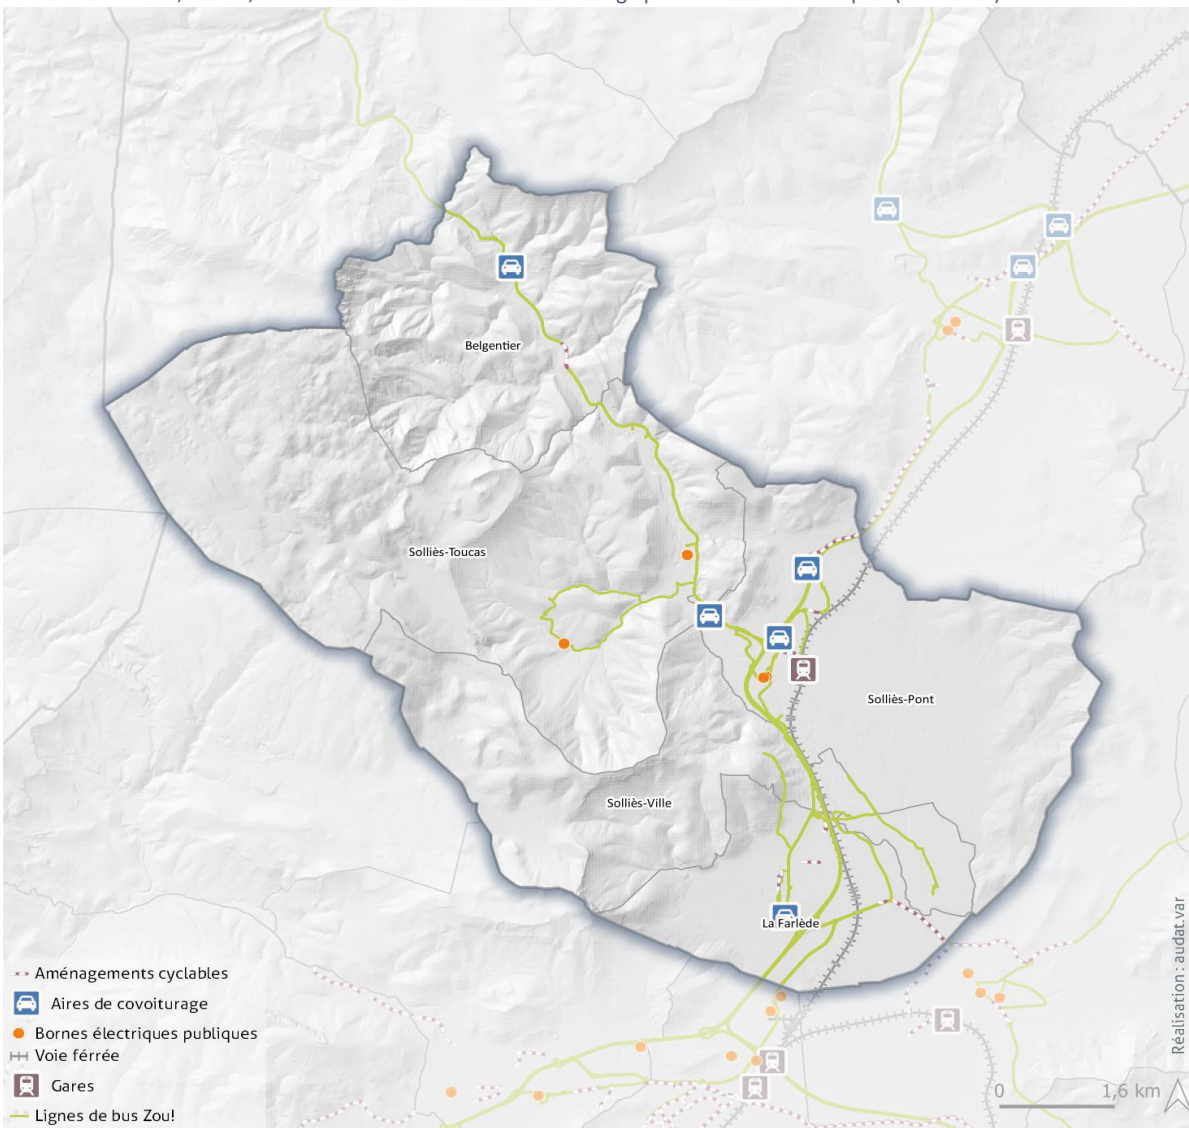 Belgentier
Solliès-Toucas
Solliès-Pont
Solliès-Ville
La Farlède
Aménagements cyclables
Aires de covoiturage
Bornes électriques publiques
Voie férrée
Gares
Lignes de bus Zou!
0 1,6 km
Réalisation : audat.var